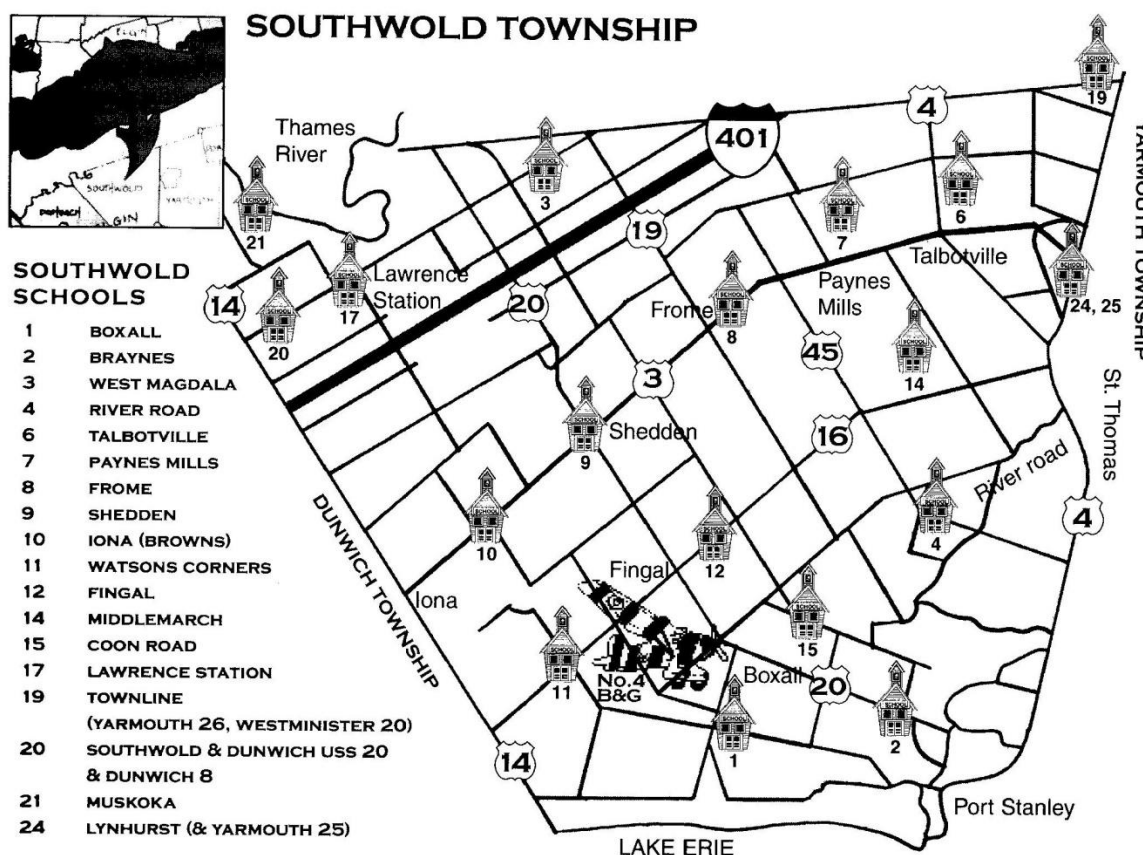 SOUTHWOLD TOWNSHIP
ELGIN
SOUTHWOLD
YARMOUTH
DUNWICH
GIN
Thames
River
401
4
19
3
21
6
7
YARMOUTH TOWNSHIP
19
Lawrence
Station
17
14
20
20
Frome
8
Paynes
Mills
Talbotville
24, 25
45
14
3
Shedden
9
16
St. Thomas
River road
4
4
10
12
DUNWICH TOWNSHIP
Iona
Fingal
No.4
B&G
11
15
Boxall
20
1
2
14
Port Stanley
LAKE ERIE
SOUTHWOLD
SCHOOLS
1 BOXALL
2 BRAYNES
3 WEST MAGDALA
4 RIVER ROAD
6 TALBOTVILLE
7 PAYNES MILLS
8 FROME
9 SHEDDEN
10 IONA (BROWNS)
11 WATSONS CORNERS
12 FINGAL
14 MIDDLEMARCH
15 COON ROAD
17 LAWRENCE STATION
19 TOWNLINE
(YARMOUTH 26, WESTMINISTER 20)
20 SOUTHWOLD & DUNWICH USS 20
& DUNWICH 8
21 MUSKOKA
24 LYNHURST (& YARMOUTH 25)